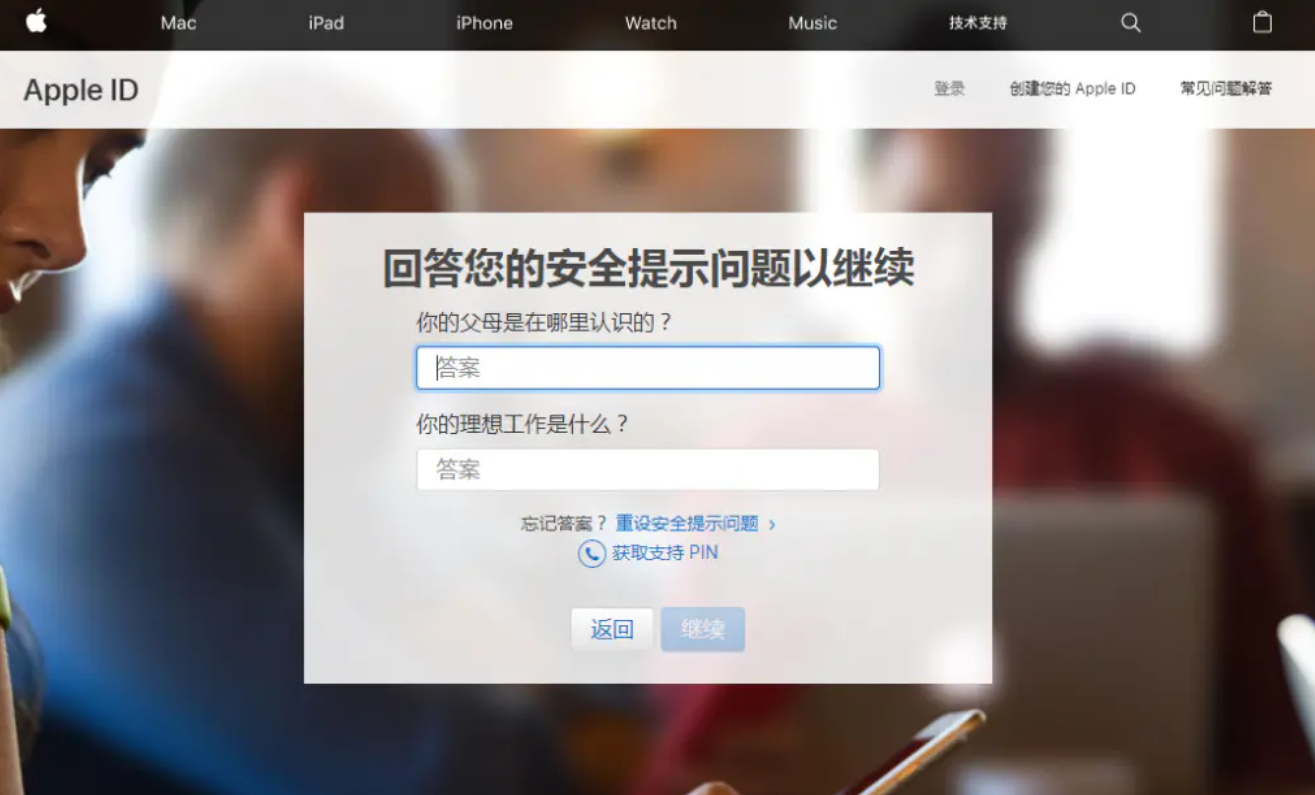 Mac iPad iPhone Watch Music 技术支持
Apple ID 登录 创建您的 Apple ID 常见问题解答
回答您的安全提示问题以继续
你的父母是在哪里认识的？
答案
你的理想工作是什么？
答案
忘记答案？ 重设安全提示问题 ›
获取支持 PIN
返回 继续